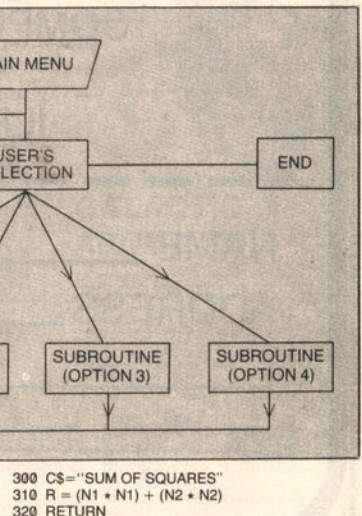 AIN MENU
USER'S
LECTION
END
SUBROUTINE
(OPTION 3)
SUBROUTINE
(OPTION 4)
300 C$="SUM OF SQUARES"
310 R = (N1 * N1) + (N2 * N2)
320 RETURN